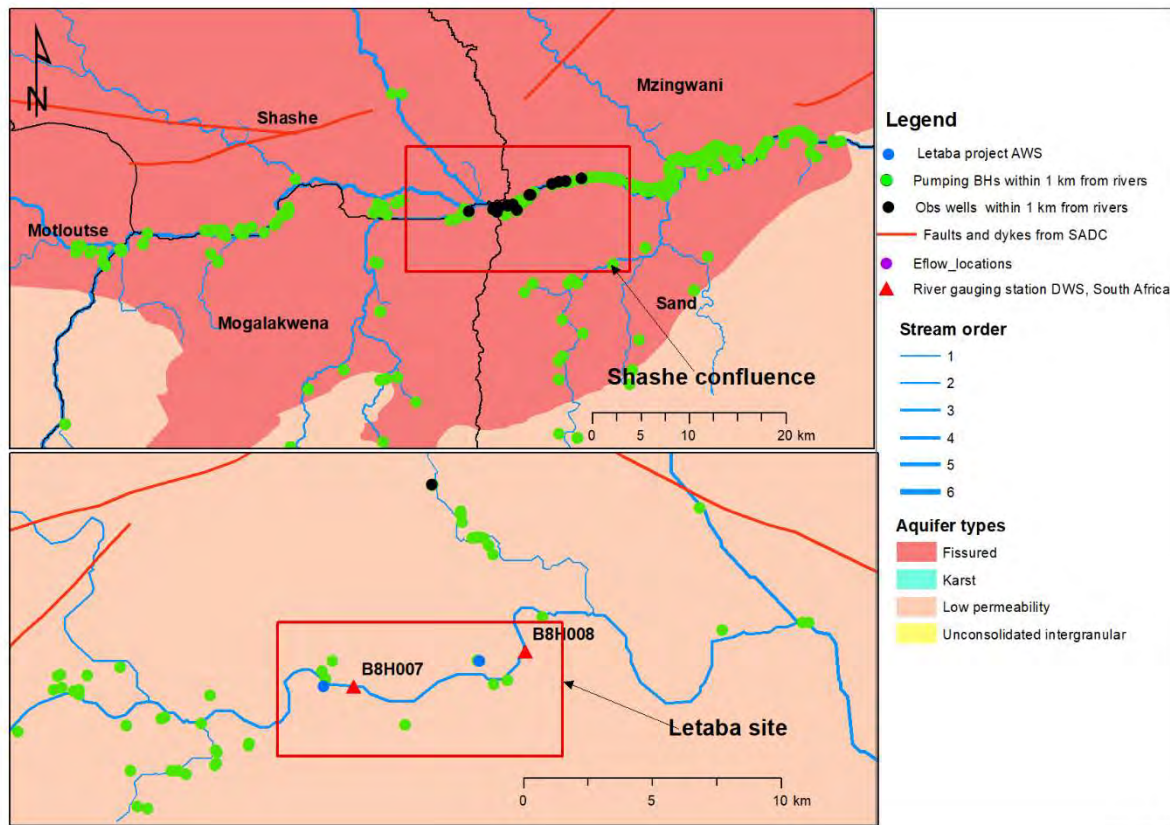 N
Shashe
Mzingwani
Motloutse
Mogalakwena
Sand
Shashe confluence
0 5 10 20 km
B8H008
B8H007
Letaba site
0 5 10 km
Legend
Letaba project AWS
Pumping BHs within 1 km from rivers
Obs wells within 1 km from rivers
Faults and dykes from SADC
Eflow_locations
River gauging station DWS, South Africa
Stream order
1
2
3
4
5
6
Aquifer types
Fissured
Karst
Low permeability
Unconsolidated intergranular